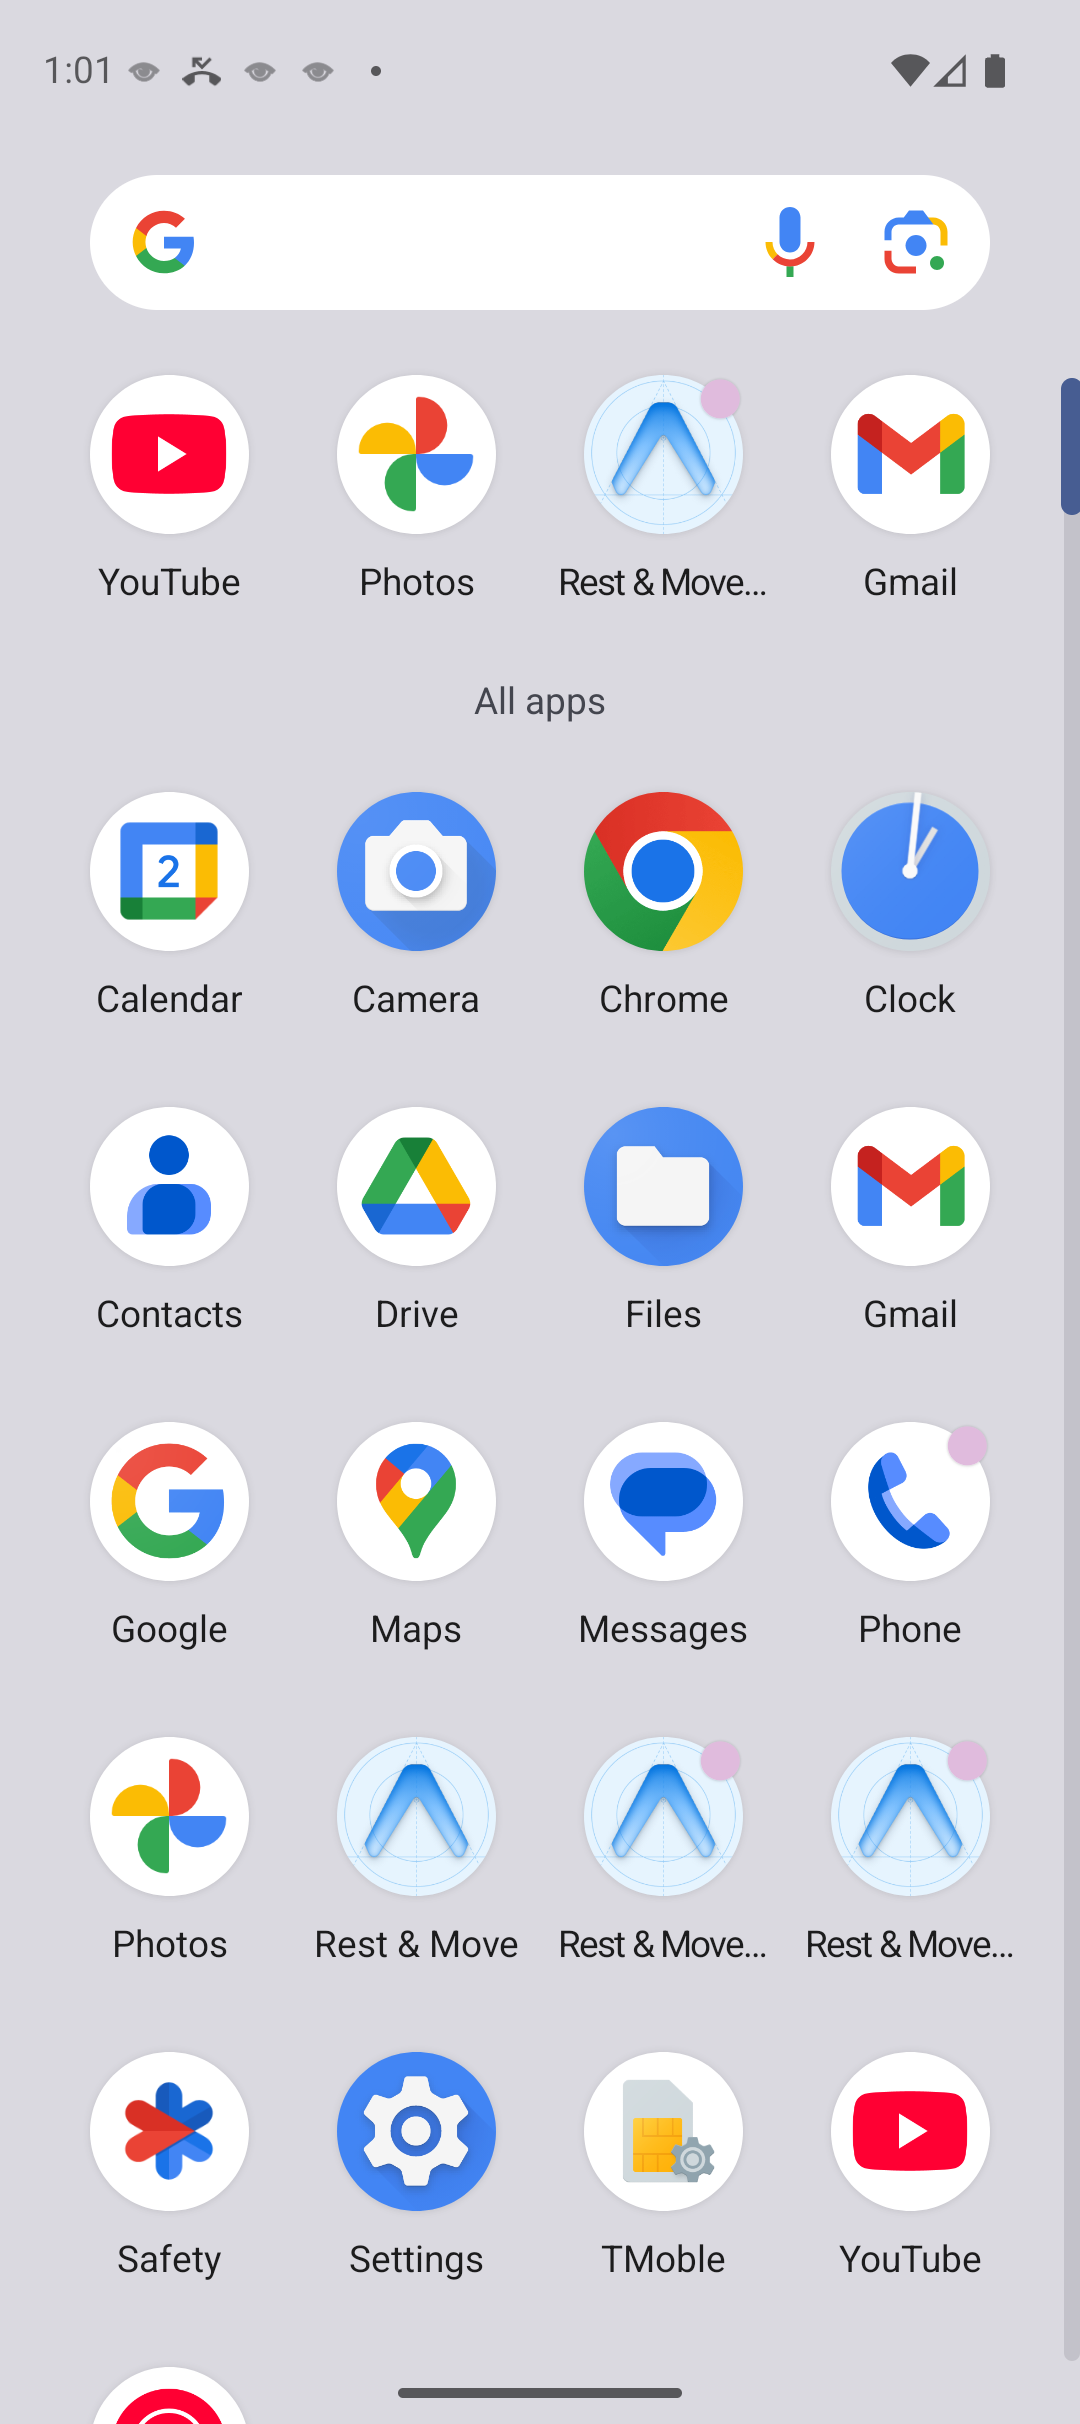 1:01
YouTube Photos Rest & Move... Gmail
All apps
2
Calendar Camera Chrome Clock
Contacts Drive Files Gmail
Google Maps Messages Phone
Photos Rest & Move Rest & Move... Rest & Move...
Safety Settings TMoble YouTube